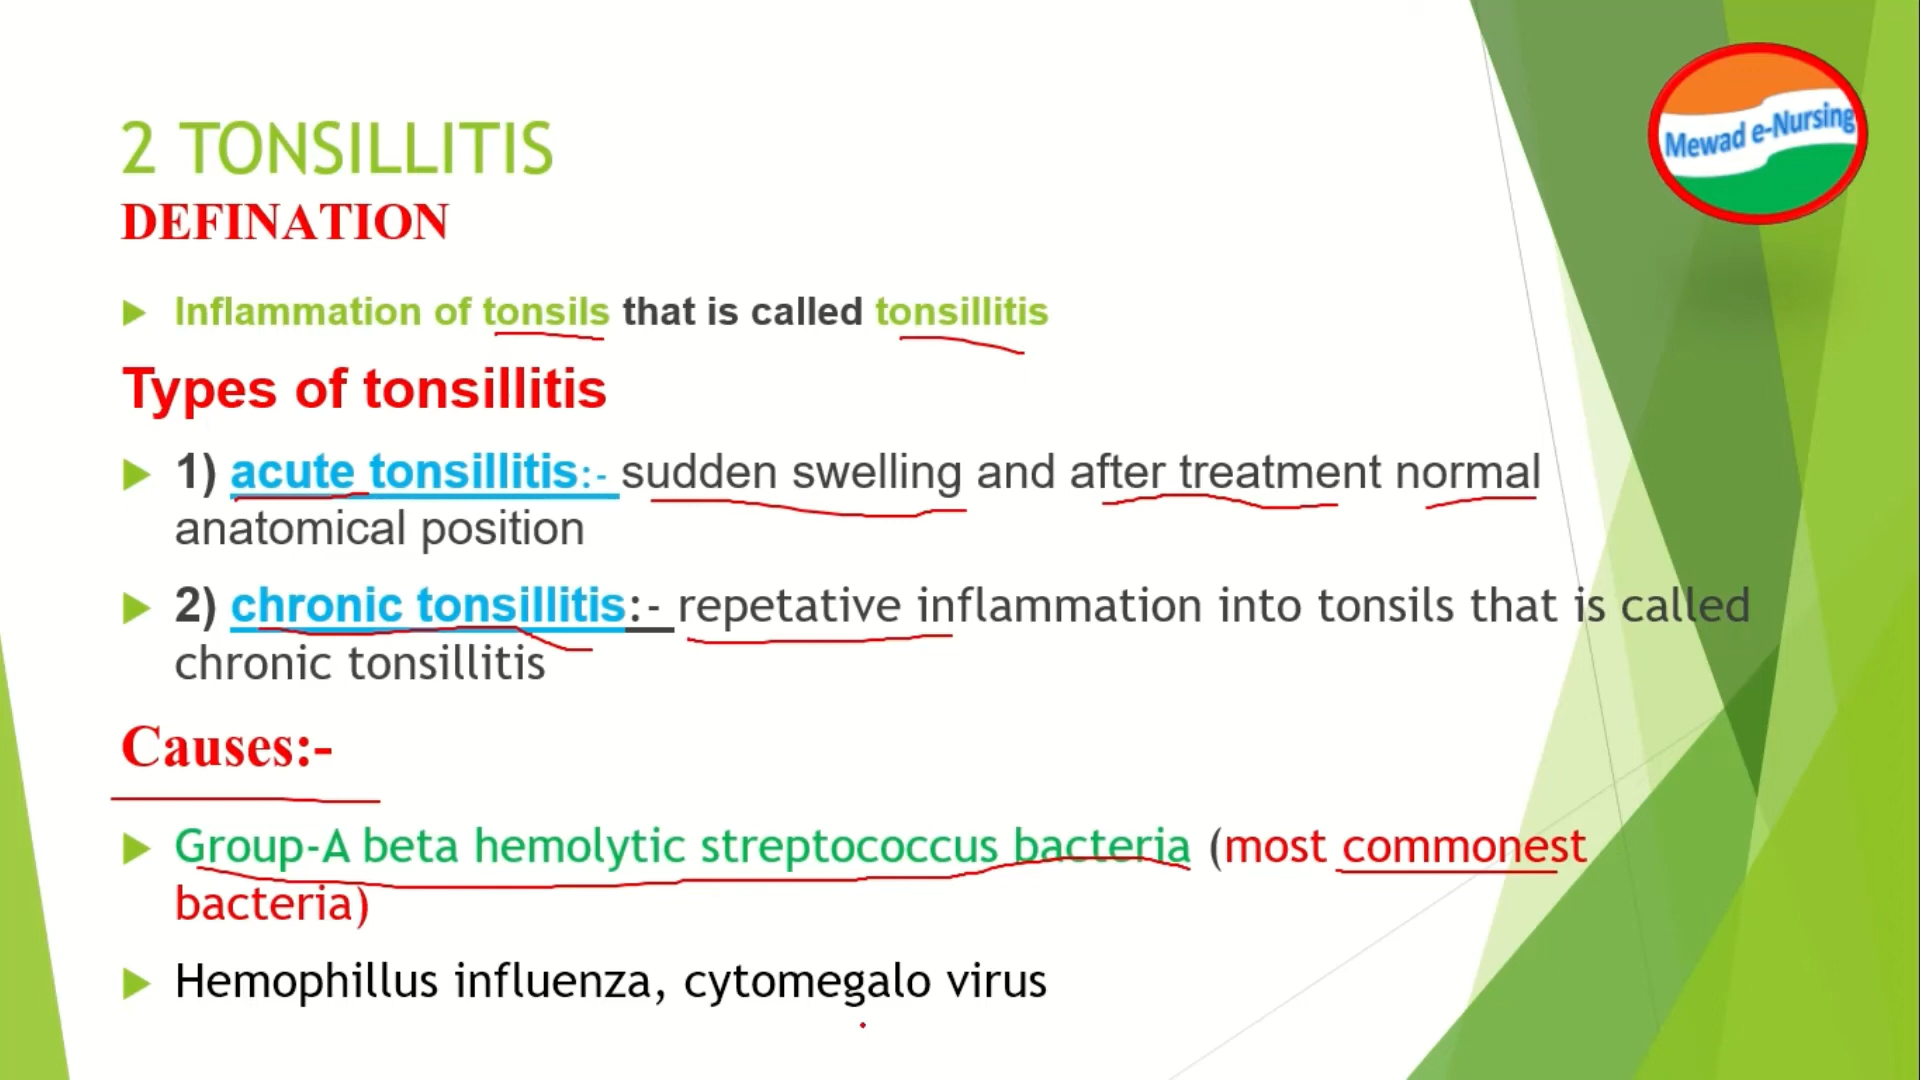 2 TONSILLITIS
DEFINATION
Inflammation of tonsils that is called tonsillitis
Types of tonsillitis
1) acute tonsillitis:- sudden swelling and after treatment normal
anatomical position
2) chronic tonsillitis:- repetative inflammation into tonsils that is called
chronic tonsillitis
Causes:-
Group-A beta hemolytic streptococcus bacteria (most commonest
bacteria)
Hemophillus influenza, cytomegalo virus
Mewad e-Nursing